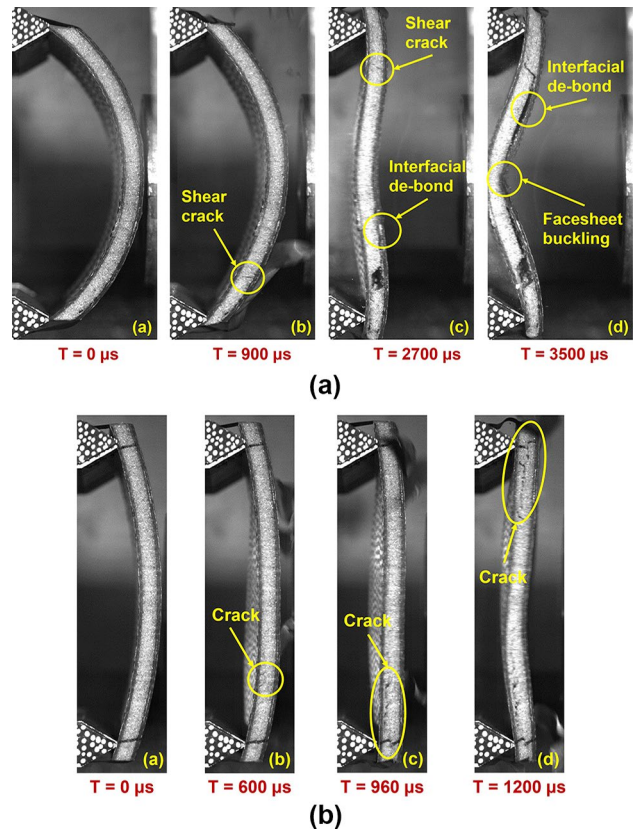 Shear
crack
Interfacial
de-bond
Shear
crack
Interfacial
de-bond
Facesheet
buckling
(a)
(b)
(c)
(d)
T = 0 µs
T = 900 µs
T = 2700 µs
T = 3500 µs
(a)
Crack
Crack
Crack
(a)
(b)
(c)
(d)
T = 0 µs
T = 600 µs
T = 960 µs
T = 1200 µs
(b)